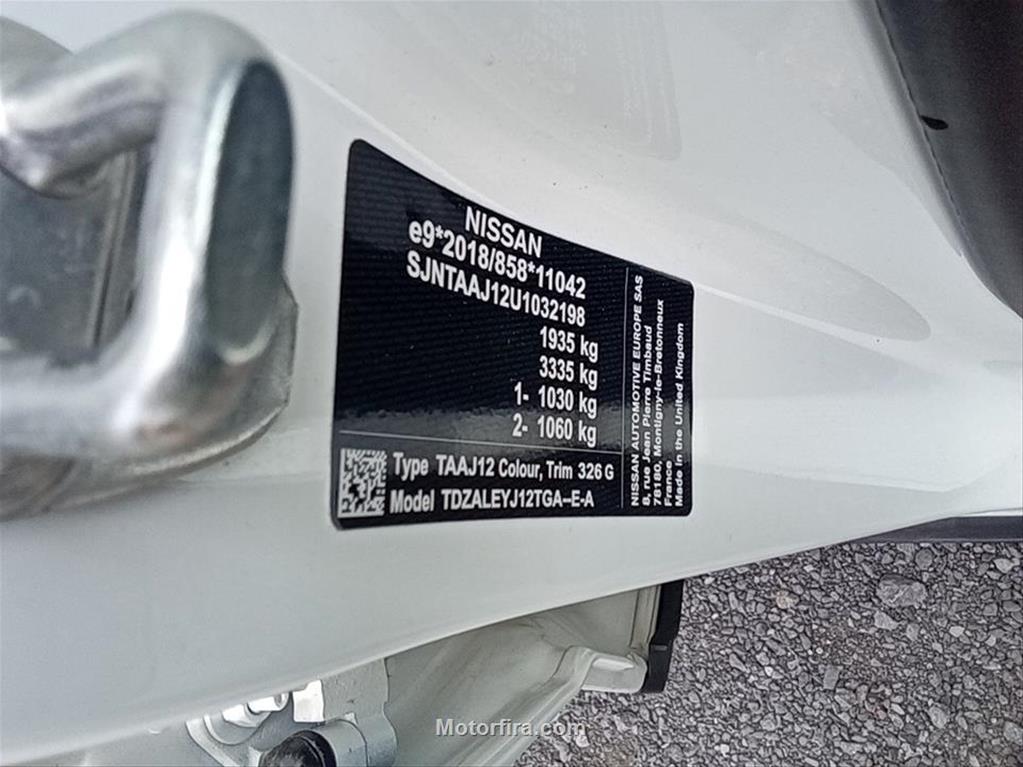 NISSAN
e9*2018/858*11042
SJNTAAJ12U1032198
1935 kg
3335 kg
1- 1030 kg
2- 1060 kg
Type TAAJ12 Colour, Trim 326 G
Model TDZALEYJ12TGA-E-A
NISSAN AUTOMOTIVE EUROPE SAS
8, rue Jean Pierre Timbaud
78180, Montigny-le-Bretonneux
France
Made in the United Kingdom
Motorfira.com